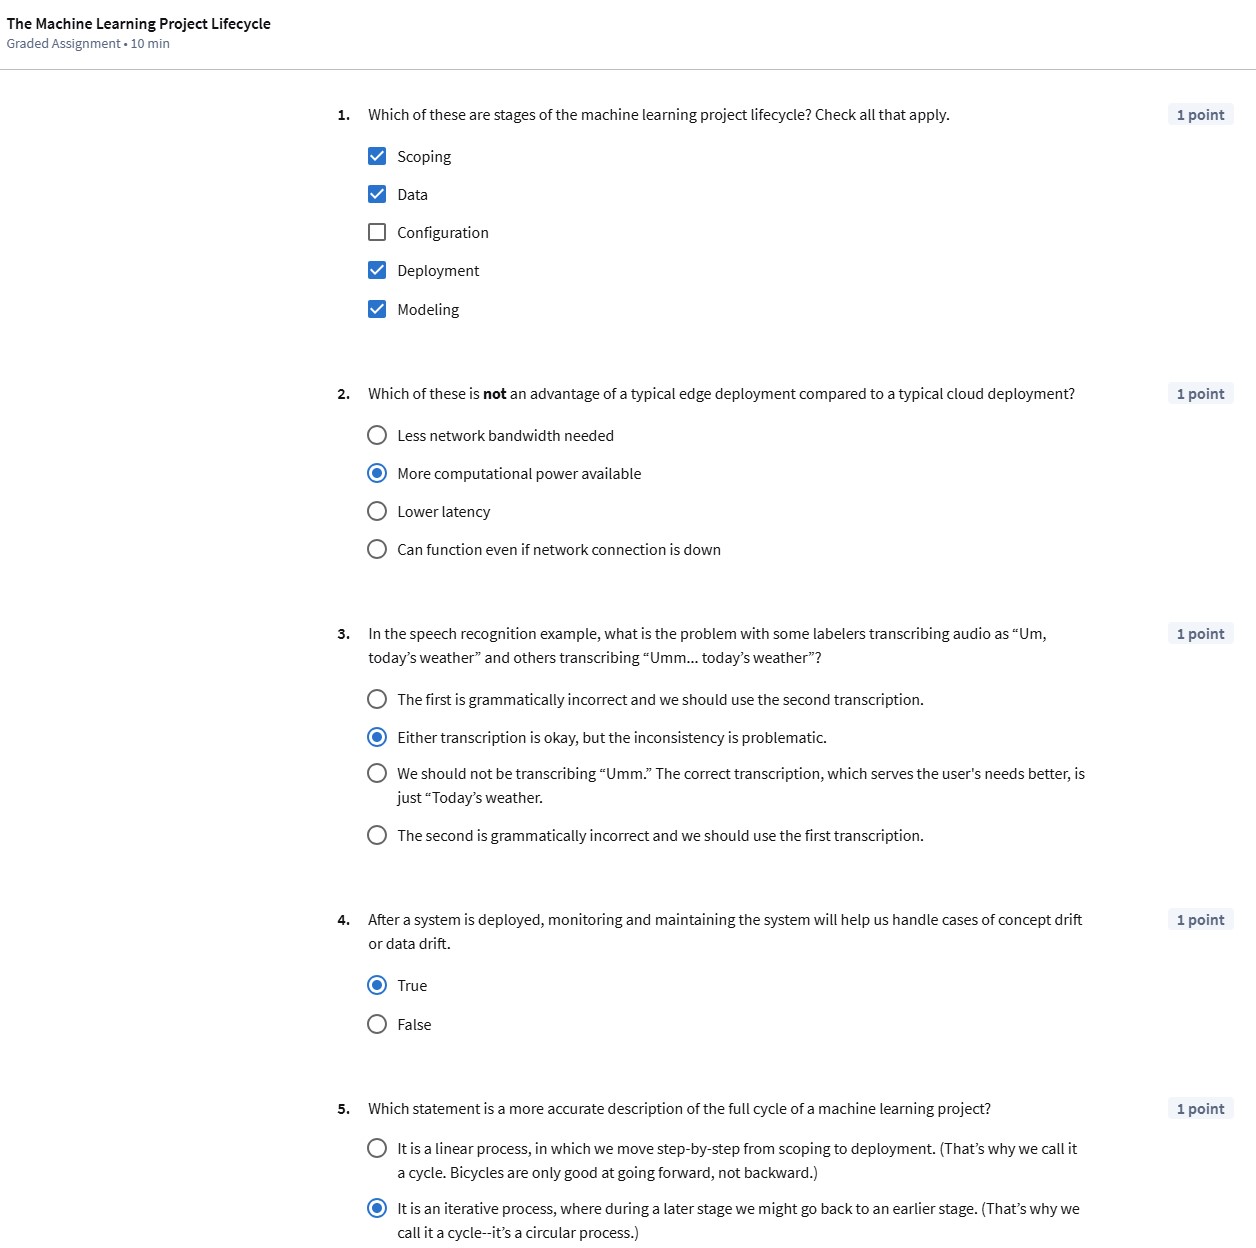 The Machine Learning Project Lifecycle
Graded Assignment • 10 min
1. Which of these are stages of the machine learning project lifecycle? Check all that apply. 1 point
Scoping
Data
Configuration
Deployment
Modeling
2. Which of these is not an advantage of a typical edge deployment compared to a typical cloud deployment? 1 point
Less network bandwidth needed
More computational power available
Lower latency
Can function even if network connection is down
3. In the speech recognition example, what is the problem with some labelers transcribing audio as “Um, 1 point
today’s weather” and others transcribing “Umm... today’s weather”?
The first is grammatically incorrect and we should use the second transcription.
Either transcription is okay, but the inconsistency is problematic.
We should not be transcribing “Umm.” The correct transcription, which serves the user's needs better, is
just “Today’s weather.
The second is grammatically incorrect and we should use the first transcription.
4. After a system is deployed, monitoring and maintaining the system will help us handle cases of concept drift 1 point
or data drift.
True
False
5. Which statement is a more accurate description of the full cycle of a machine learning project? 1 point
It is a linear process, in which we move step-by-step from scoping to deployment. (That’s why we call it
a cycle. Bicycles are only good at going forward, not backward.)
It is an iterative process, where during a later stage we might go back to an earlier stage. (That’s why we
call it a cycle--it’s a circular process.)